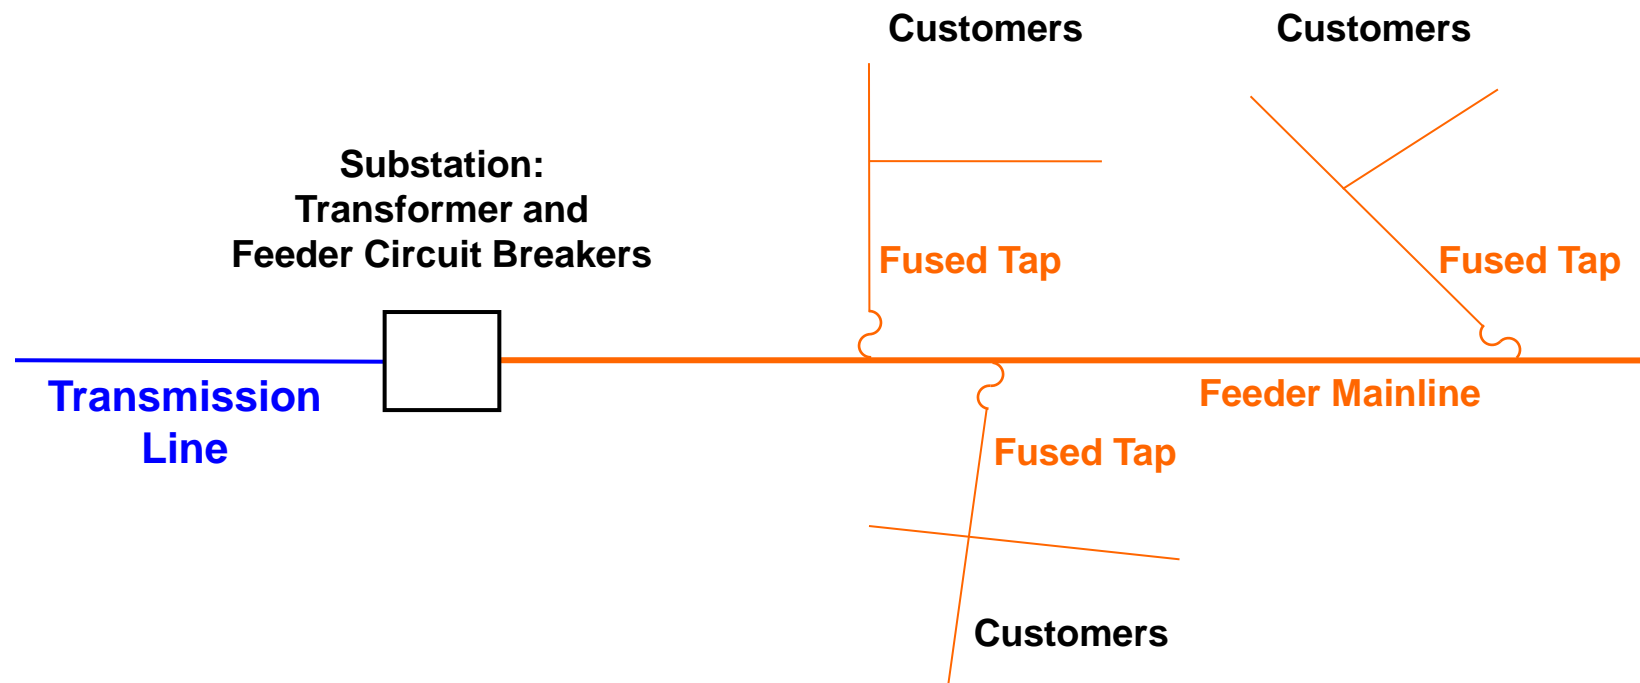 Customers
Customers
Substation:
Transformer and
Feeder Circuit Breakers
Fused Tap
Fused Tap
Transmission
Line
Feeder Mainline
Fused Tap
Customers